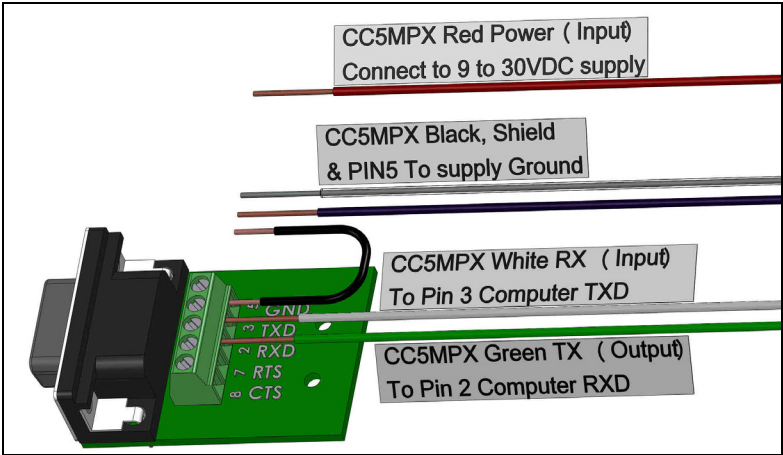 CC5MPX Red Power ( Input)
Connect to 9 to 30VDC supply
CC5MPX Black, Shield
& PIN5 To supply Ground
CC5MPX White RX ( Input)
To Pin 3 Computer TXD
CC5MPX Green TX ( Output)
To Pin 2 Computer RXD
5 GND
3 TXD
2 RXD
7 RTS
8 CTS